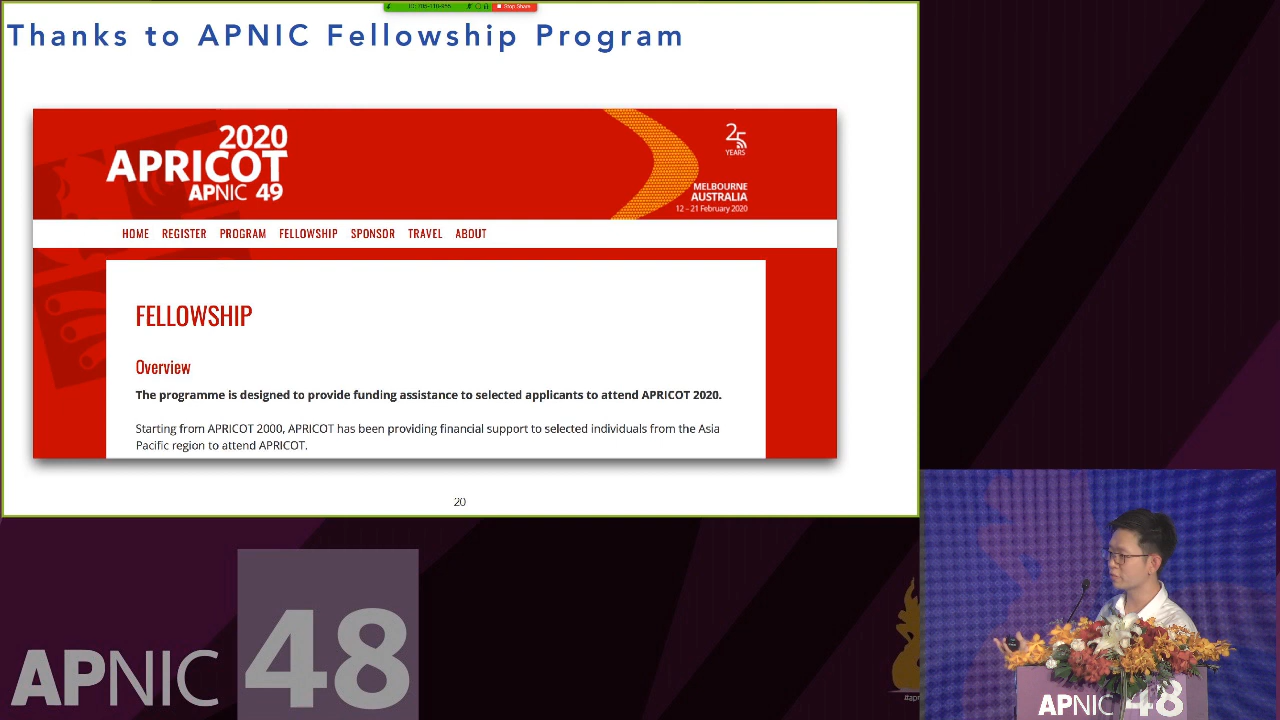 Stop Share
Thanks to APNIC Fellowship Program
2020
APRICOT
APNIC 49
25
YEARS
MELBOURNE
AUSTRALIA
12 – 21 February 2020
HOME REGISTER PROGRAM FELLOWSHIP SPONSOR TRAVEL ABOUT
FELLOWSHIP
Overview
The programme is designed to provide funding assistance to selected applicants to attend APRICOT 2020.
Starting from APRICOT 2000, APRICOT has been providing financial support to selected individuals from the Asia
Pacific region to attend APRICOT.
20
APNIC 48
#apr
APNIC 48